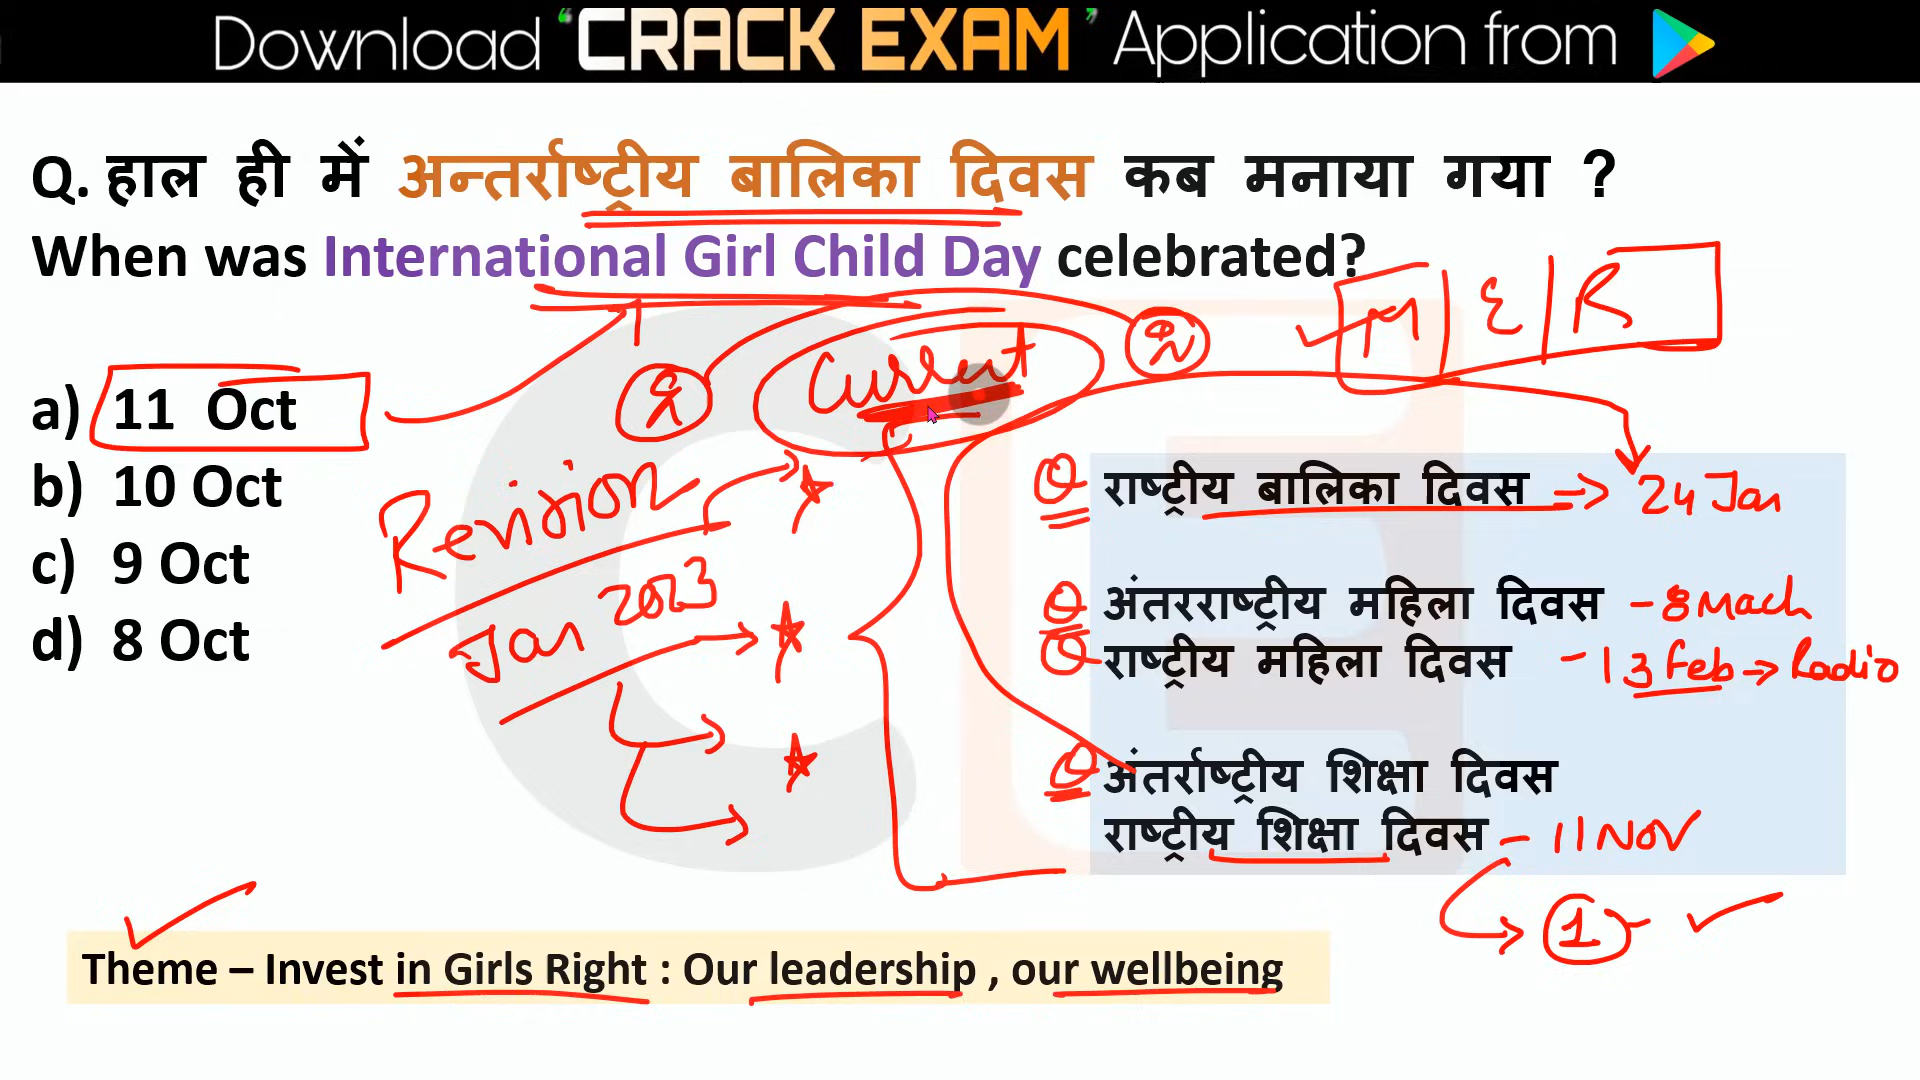 Download "CRACK EXAM" Application from
Q. हाल ही में अन्तर्राष्ट्रीय बालिका दिवस कब मनाया गया ?
When was International Girl Child Day celebrated?
M | ε | R
Current
a) 11 Oct
b) 10 Oct
c) 9 Oct
d) 8 Oct
Revision
Jan 2023
Q राष्ट्रीय बालिका दिवस => 24 Jan
Q अंतरराष्ट्रीय महिला दिवस - 8 Mach
Q राष्ट्रीय महिला दिवस - 13 Feb → Radio
Q अंतर्राष्ट्रीय शिक्षा दिवस
राष्ट्रीय शिक्षा दिवस - 11 NOV
1
Theme – Invest in Girls Right : Our leadership , our wellbeing